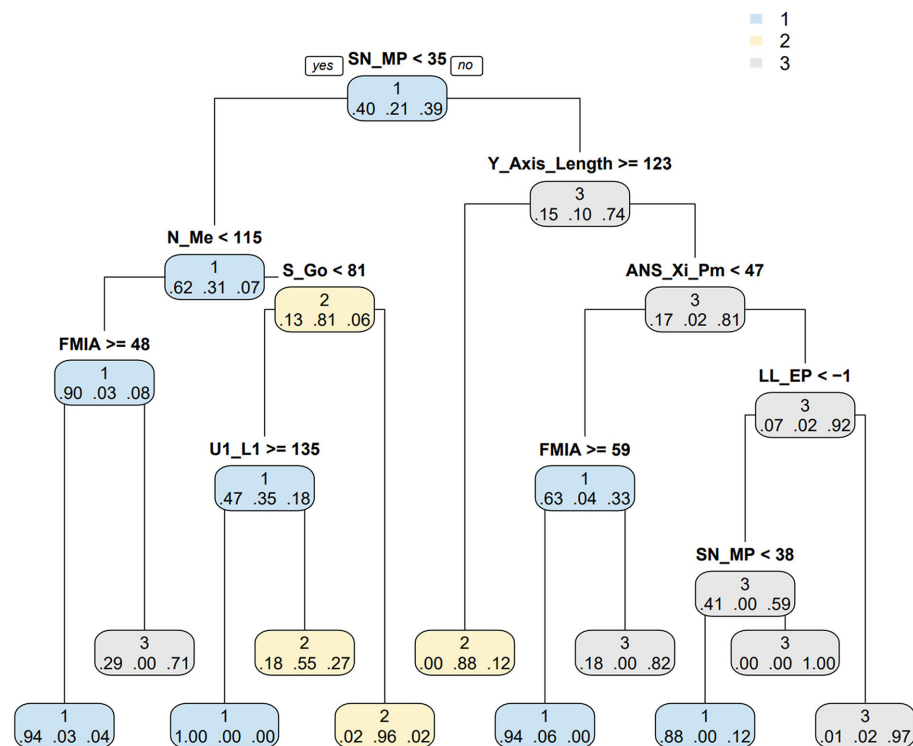 1
2
3
yes SN_MP < 35 no
1
.40 .21 .39
Y_Axis_Length >= 123
3
.15 .10 .74
N_Me < 115
1
.62 .31 .07
S_Go < 81
2
.13 .81 .06
ANS_Xi_Pm < 47
3
.17 .02 .81
FMIA >= 48
1
.90 .03 .08
LL_EP < −1
3
.07 .02 .92
U1_L1 >= 135
1
.47 .35 .18
FMIA >= 59
1
.63 .04 .33
SN_MP < 38
3
.41 .00 .59
3
.29 .00 .71
2
.18 .55 .27
2
.00 .88 .12
3
.18 .00 .82
3
.00 .00 1.00
1
.94 .03 .04
1
1.00 .00 .00
2
.02 .96 .02
1
.94 .06 .00
1
.88 .00 .12
3
.01 .02 .97